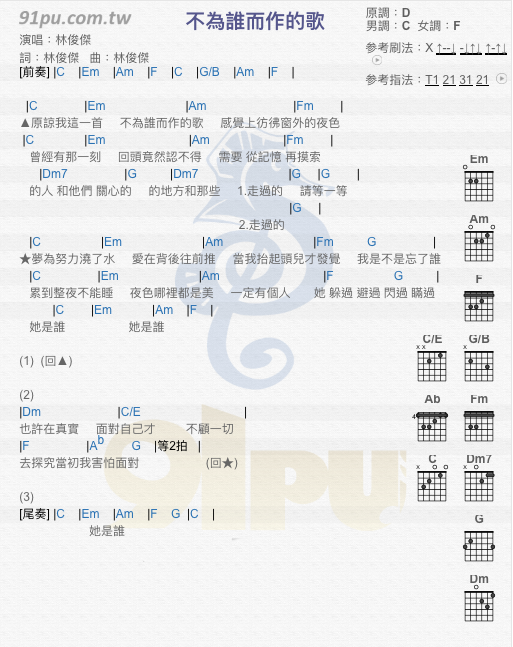 91pu.com.tw
不為誰而作的歌
原調：D
男調：C 女調：F
演唱：林俊傑
詞：林俊傑 曲：林俊傑
參考刷法：X ↑--↓ -↓↑↓ ↑-↑↓
參考指法：T1 21 31 21
[前奏] |C |Em |Am |F |C |G/B |Am |F |
|C |Em |Am |Fm |
▲原諒我這一首 不為誰而作的歌 感覺上彷彿窗外的夜色
|C |Em |Am |Fm |
曾經有那一刻 回頭竟然認不得 需要 從記憶 再摸索
|Dm7 |G |Dm7 |G |G |
的人 和他們 關心的 的地方和那些 1.走過的 請等一等
|G |
2.走過的
|C |Em |Am |Fm G |
★夢為努力澆了水 愛在背後往前推 當我抬起頭兒才發覺 我是不是忘了誰
|C |Em |Am |F G |
累到整夜不能睡 夜色哪裡都是美 一定有個人 她 躲過 避過 閃過 瞞過
|C |Em |Am |F |
她是誰 她是誰
(1) (回▲)
(2)
|Dm |C/E |
也許在真實 面對自己才 不顧一切
|F |Ab G |等2拍 |
去探究當初我害怕面對 (回★)
(3)
[尾奏] |C |Em |Am |F G |C |
她是誰
Em
Am
F
C/E G/B
Ab Fm
4
C Dm7
G
Dm
91pu